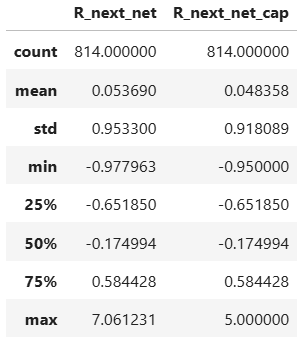 R_next_net R_next_net_cap
count 814.000000 814.000000
mean 0.053690 0.048358
std 0.953300 0.918089
min -0.977963 -0.950000
25% -0.651850 -0.651850
50% -0.174994 -0.174994
75% 0.584428 0.584428
max 7.061231 5.000000